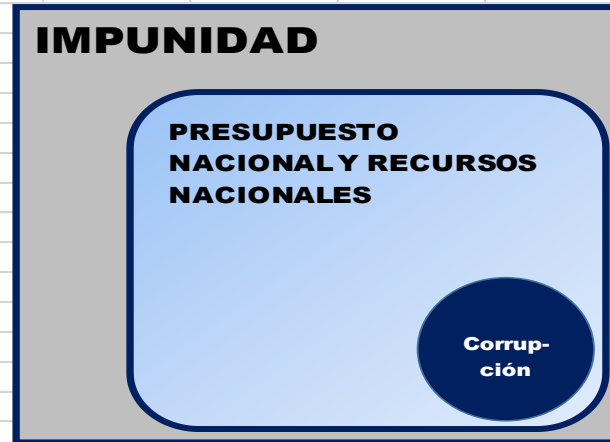 IMPUNIDAD
PRESUPUESTO
NACIONAL Y RECURSOS
NACIONALES
Corrup-
ción